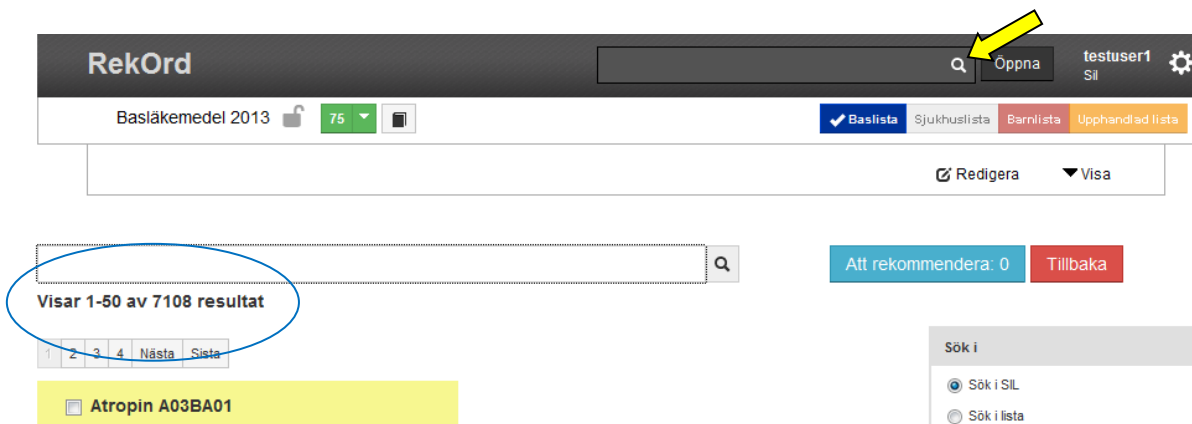 RekOrd
Öppna
testuser1
Sil
Basläkemedel 2013
75
Baslista Sjukhuslista Barnlista Upphandlad lista
Redigera Visa
Att rekommendera: 0 Tillbaka
Visar 1-50 av 7108 resultat
1 2 3 4 Nästa Sista
Sök i
Sök i SIL
Atropin A03BA01
Sök i lista